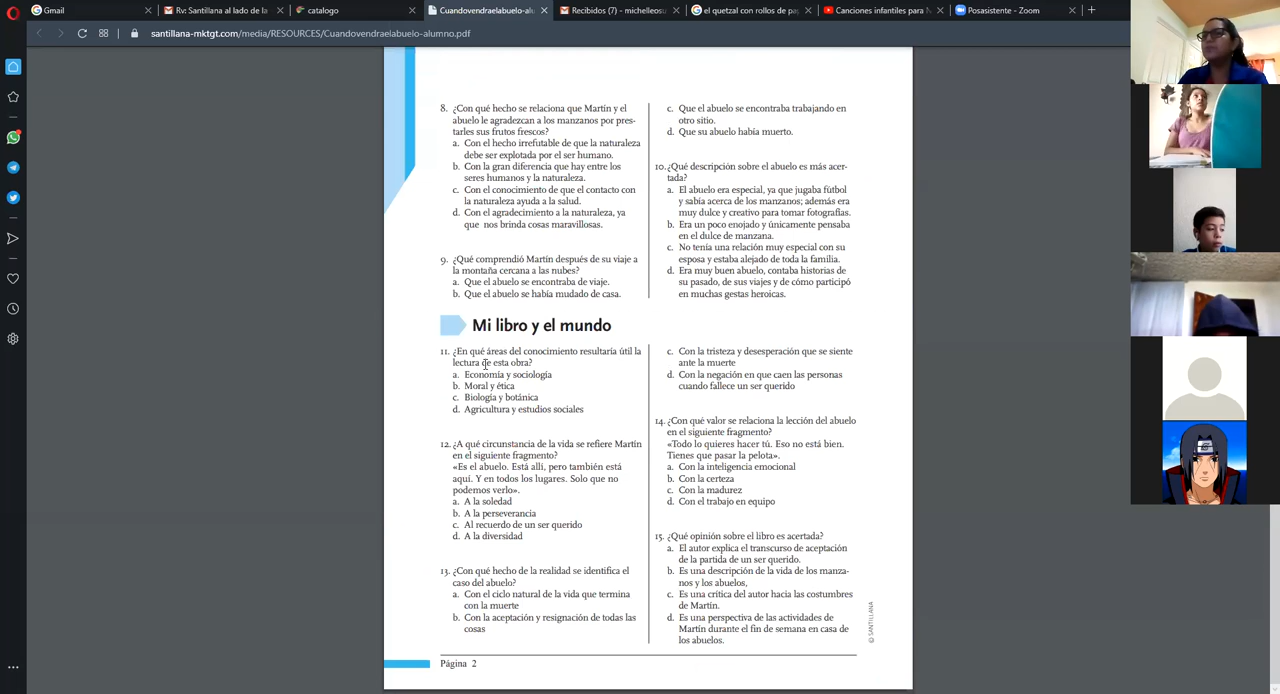 Gmail
Rv: Santillana al lado de la
catalogo
Cuandovendraelabuelo-alu
Recibidos (7) - michelleosu
el quetzal con rollos de pa
Canciones infantiles para N
Posasistente - Zoom
santillana-mktgt.com/media/RESOURCES/Cuandovendraelabuelo-alumno.pdf
8. ¿Con qué hecho se relaciona que Martín y el
abuelo le agradezcan a los manzanos por pres-
tarles sus frutos frescos?
a. Con el hecho irrefutable de que la naturaleza
debe ser explotada por el ser humano.
b. Con la gran diferencia que hay entre los
seres humanos y la naturaleza.
c. Con el conocimiento de que el contacto con
la naturaleza ayuda a la salud.
d. Con el agradecimiento a la naturaleza, ya
que nos brinda cosas maravillosas.
9. ¿Qué comprendió Martín después de su viaje a
la montaña cercana a las nubes?
a. Que el abuelo se encontraba de viaje.
b. Que el abuelo se había mudado de casa.
c. Que el abuelo se encontraba trabajando en
otro sitio.
d. Que su abuelo había muerto.
10. ¿Qué descripción sobre el abuelo es más acer-
tada?
a. El abuelo era especial, ya que jugaba fútbol
y sabía acerca de los manzanos; además era
muy dulce y creativo para tomar fotografías.
b. Era un poco enojado y únicamente pensaba
en el dulce de manzana.
c. No tenía una relación muy especial con su
esposa y estaba alejado de toda la familia.
d. Era muy buen abuelo, contaba historias de
su pasado, de sus viajes y de cómo participó
en muchas gestas heroicas.
Mi libro y el mundo
11. ¿En qué áreas del conocimiento resultaría útil la
lectura de esta obra?
a. Economía y sociología
b. Moral y ética
c. Biología y botánica
d. Agricultura y estudios sociales
12. ¿A qué circunstancia de la vida se refiere Martín
en el siguiente fragmento?
«Es el abuelo. Está allí, pero también está
aquí. Y en todos los lugares. Solo que no
podemos verlo».
a. A la soledad
b. A la perseverancia
c. Al recuerdo de un ser querido
d. A la diversidad
13. ¿Con qué hecho de la realidad se identifica el
caso del abuelo?
a. Con el ciclo natural de la vida que termina
con la muerte
b. Con la aceptación y resignación de todas las
cosas
c. Con la tristeza y desesperación que se siente
ante la muerte
d. Con la negación en que caen las personas
cuando fallece un ser querido
14. ¿Con qué valor se relaciona la lección del abuelo
en el siguiente fragmento?
«Todo lo quieres hacer tú. Eso no está bien.
Tienes que pasar la pelota».
a. Con la inteligencia emocional
b. Con la certeza
c. Con la madurez
d. Con el trabajo en equipo
15. ¿Qué opinión sobre el libro es acertada?
a. El autor explica el transcurso de aceptación
de la partida de un ser querido.
b. Es una descripción de la vida de los manza-
nos y los abuelos,
c. Es una crítica del autor hacia las costumbres
de Martín.
d. Es una perspectiva de las actividades de
Martín durante el fin de semana en casa de
los abuelos.
© SANTILLANA
Página 2